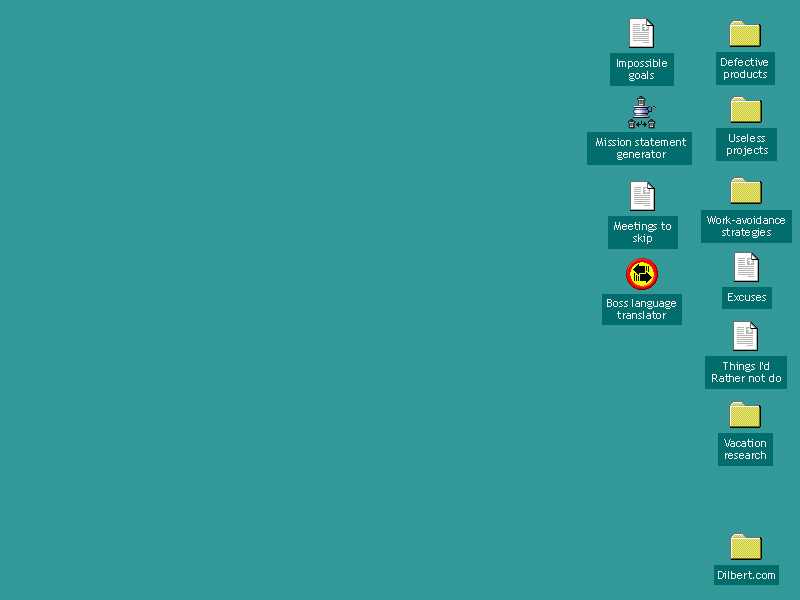 Impossible
goals
Defective
products
Mission statement
generator
Useless
projects
Meetings to
skip
Work-avoidance
strategies
Boss language
translator
Excuses
Things I'd
Rather not do
Vacation
research
Dilbert.com